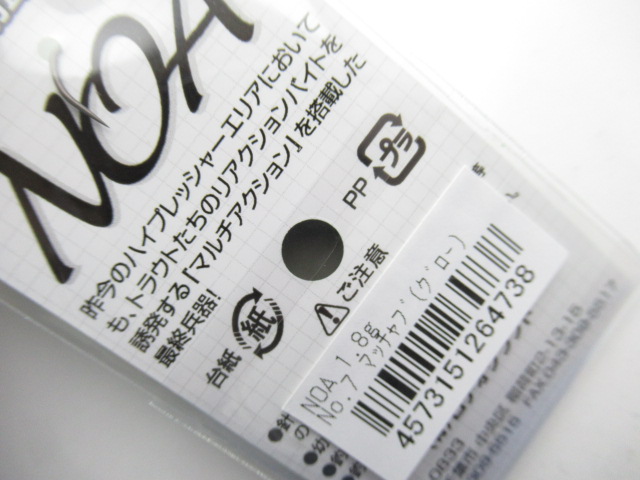 NOA
昨今のハイプレッシャーエリアにおいて
も、トラウトたちのリアクションバイトを
誘発する「マルチアクション」を搭載した
最終兵器!
台紙
紙
PP
プラ
ご注意
NOA 1.8g
No.7 マッチャブ(グロー)
4573151264738